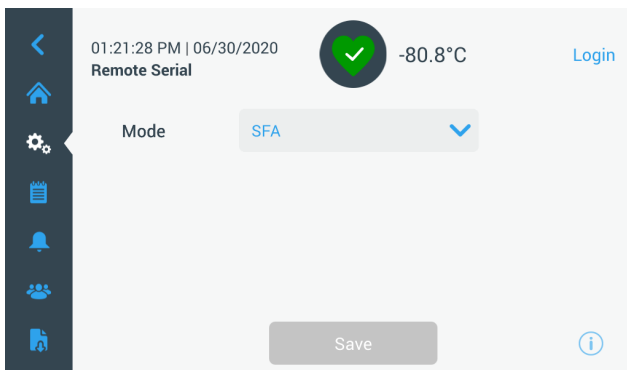 01:21:28 PM | 06/30/2020
Remote Serial
-80.8°C
Login
Mode
SFA
Save